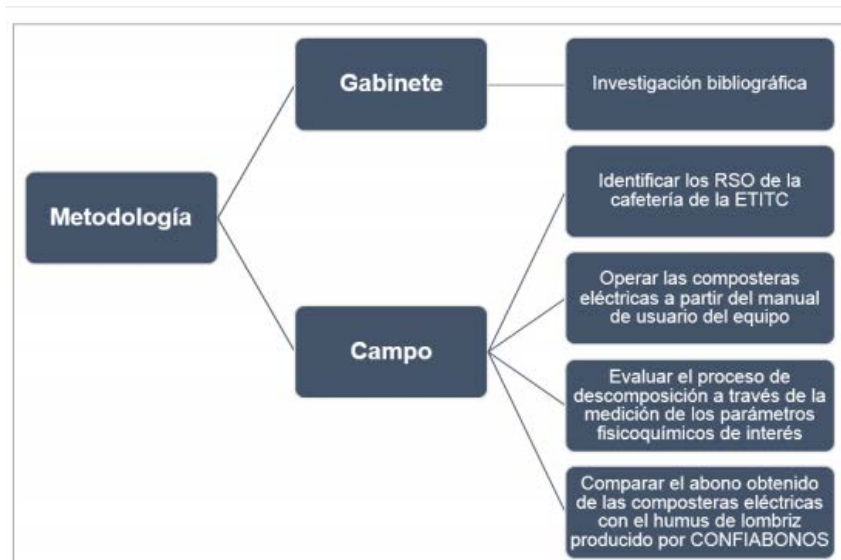 Metodología
Gabinete
Investigación bibliográfica
Campo
Identificar los RSO de la
cafetería de la ETITC
Operar las composteras
eléctricas a partir del manual
de usuario del equipo
Evaluar el proceso de
descomposición a través de la
medición de los parámetros
fisicoquímicos de interés
Comparar el abono obtenido
de las composteras eléctricas
con el humus de lombriz
producido por CONFIABONOS